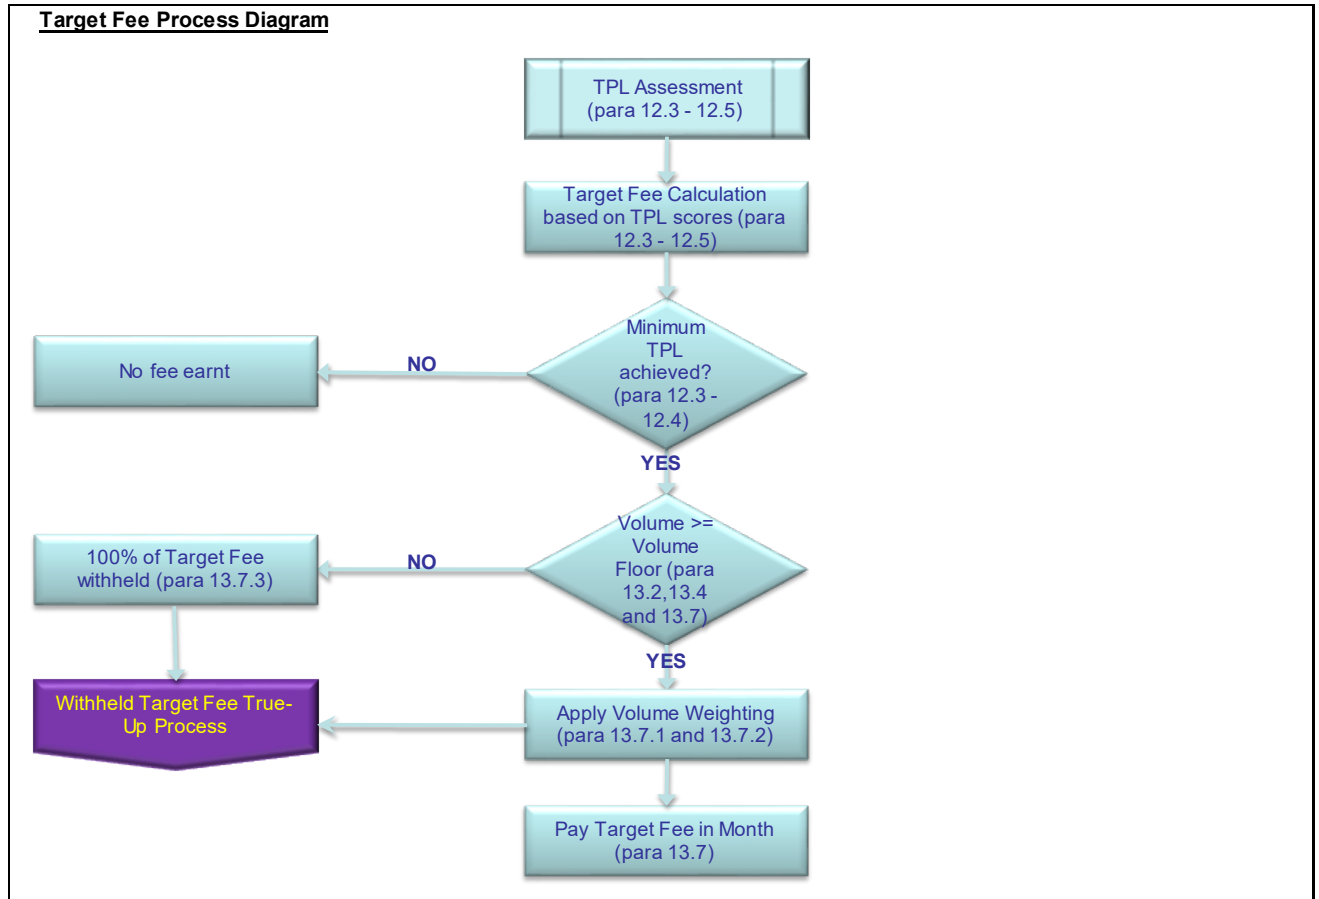 Target Fee Process Diagram
TPL Assessment
(para 12.3 - 12.5)
Target Fee Calculation
based on TPL scores (para
12.3 - 12.5)
Minimum
TPL
achieved?
(para 12.3 -
12.4)
NO
No fee earnt
YES
Volume >=
Volume
Floor (para
13.2,13.4
and 13.7)
NO
100% of Target Fee
withheld (para 13.7.3)
YES
Withheld Target Fee True-
Up Process
Apply Volume Weighting
(para 13.7.1 and 13.7.2)
Pay Target Fee in Month
(para 13.7)